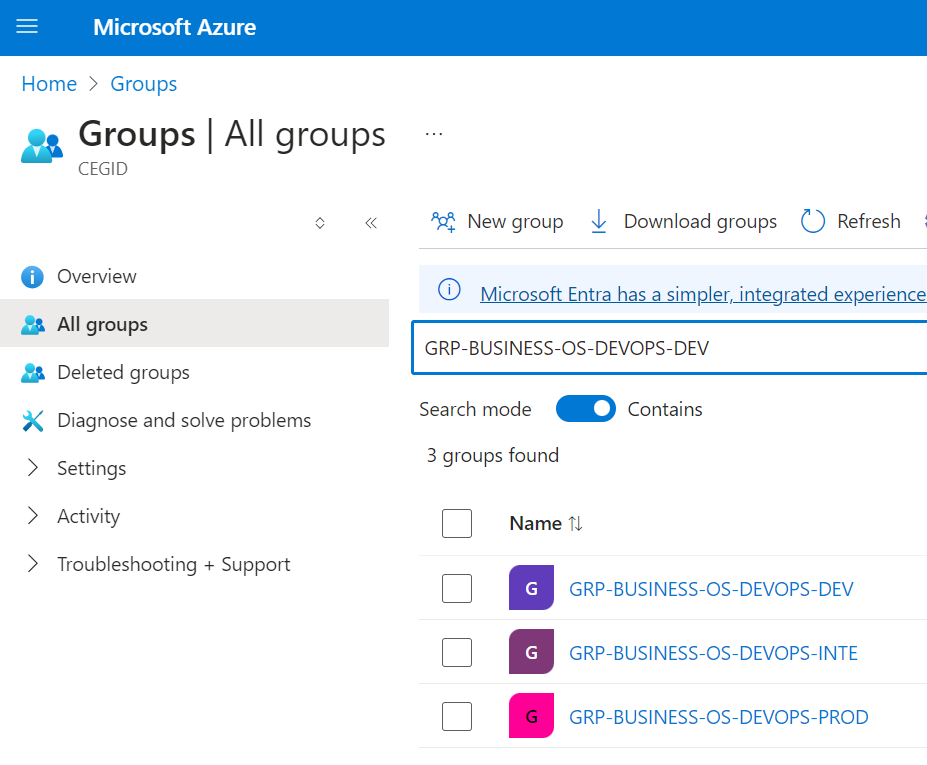 Microsoft Azure
Home > Groups
Groups | All groups
...
CEGID
New group
Download groups
Refresh
Overview
All groups
Deleted groups
Diagnose and solve problems
Settings
Activity
Troubleshooting + Support
Microsoft Entra has a simpler, integrated experience
GRP-BUSINESS-OS-DEVOPS-DEV
Search mode Contains
3 groups found
Name
G GRP-BUSINESS-OS-DEVOPS-DEV
G GRP-BUSINESS-OS-DEVOPS-INTE
G GRP-BUSINESS-OS-DEVOPS-PROD